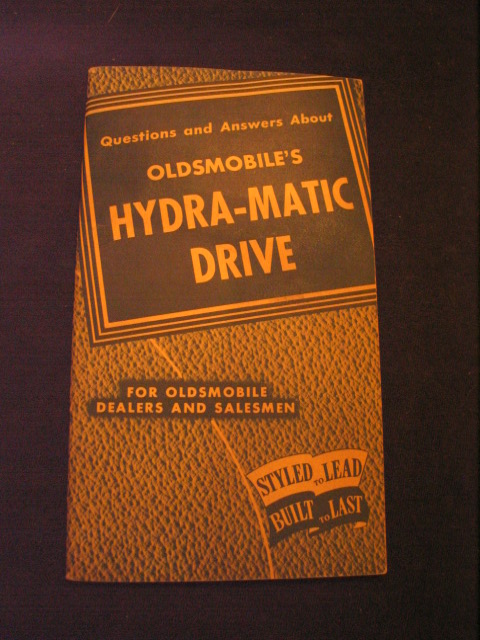 Questions and Answers About
OLDSMOBILE'S
HYDRA-MATIC
DRIVE
FOR OLDSMOBILE
DEALERS AND SALESMEN
STYLED TO LEAD
BUILT TO LAST